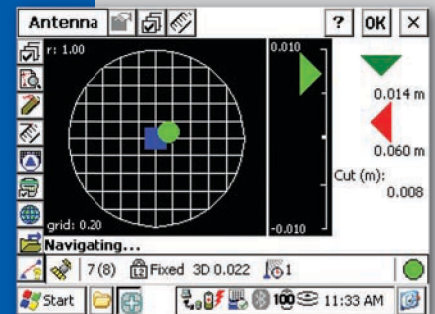 Antenna ? OK ×
r: 1.00
0.010
0.014 m
0.060 m
Cut (m):
0.008
grid: 0.20
-0.010
Navigating...
7(8) Fixed 3D 0.022 1
Start 100 11:33 AM